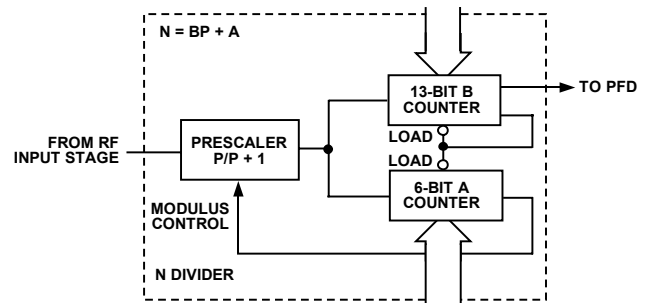 N = BP + A
13-BIT B
COUNTER
TO PFD
FROM RF
INPUT STAGE
PRESCALER
P/P + 1
LOAD
LOAD
6-BIT A
COUNTER
MODULUS
CONTROL
N DIVIDER